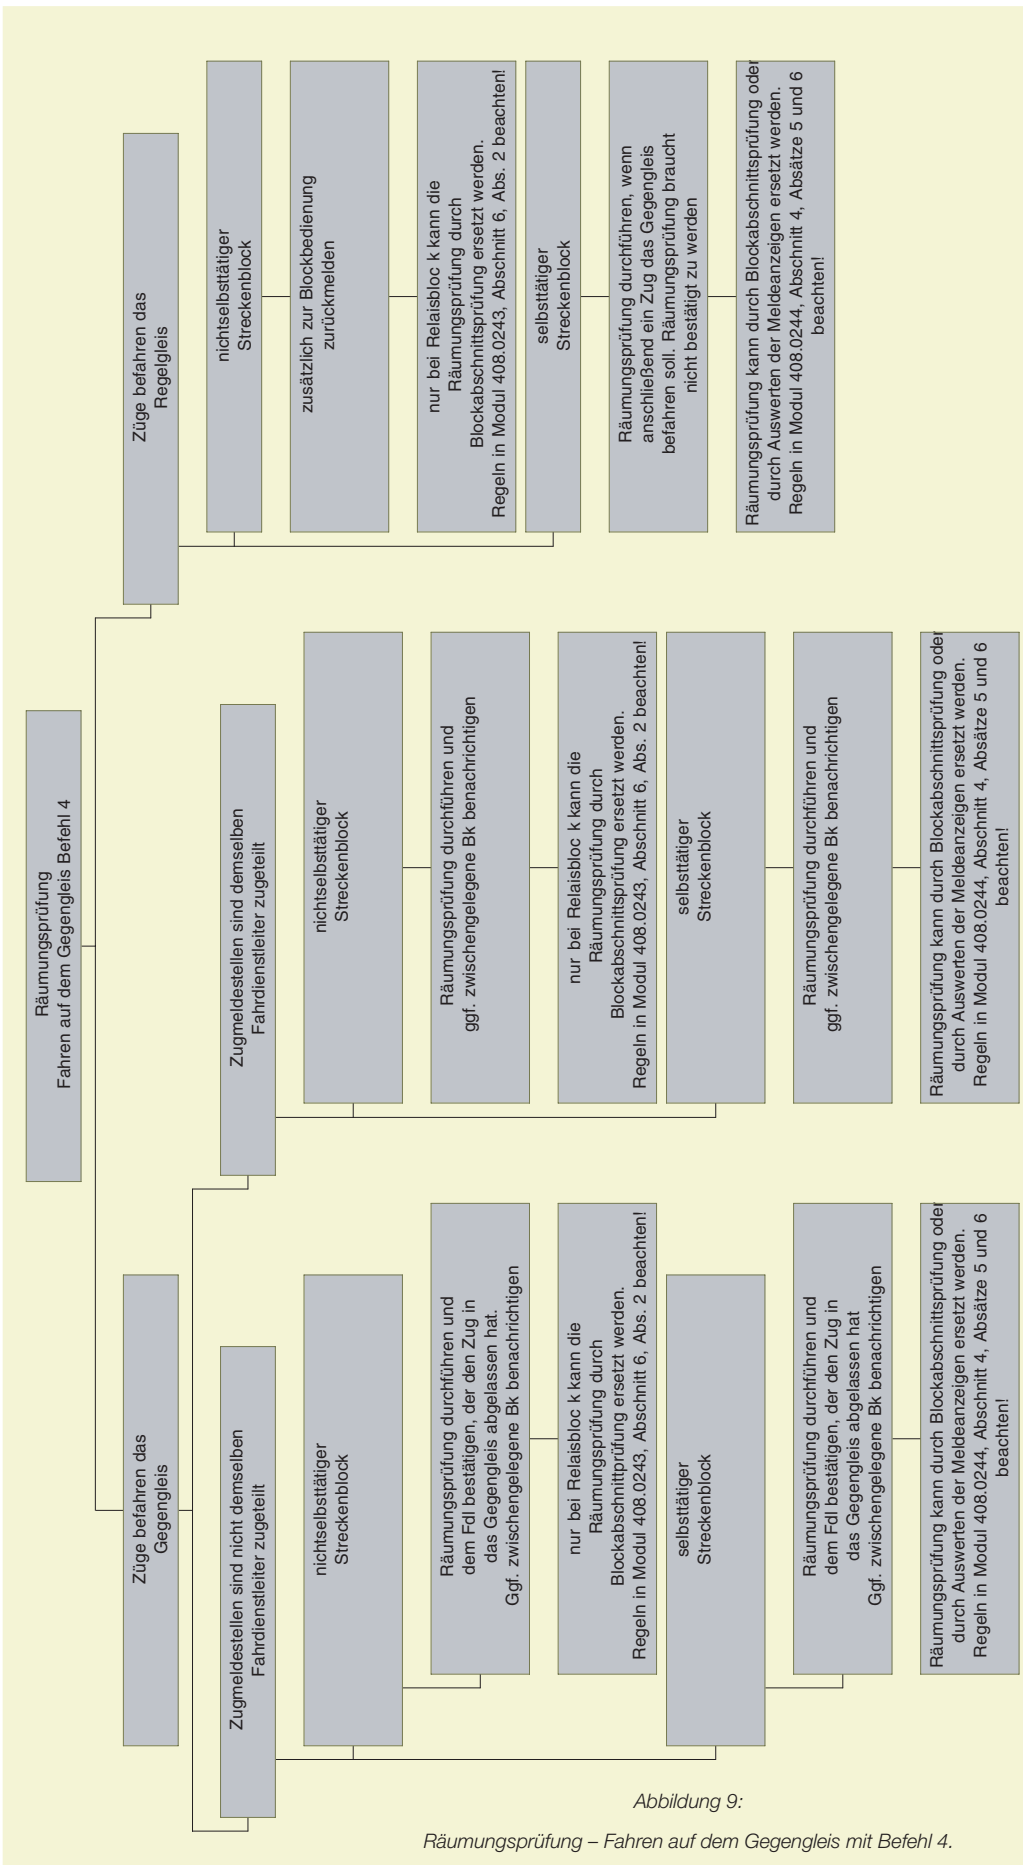 Räumungsprüfung
Fahren auf dem Gegengleis Befehl 4
Züge befahren das
Gegengleis
Zugmeldestellen sind nicht demselben
Fahrdienstleiter zugeteilt
nichtselbsttätiger
Streckenblock
Räumungsprüfung durchführen und
dem Fdl bestätigen, der den Zug in
das Gegengleis abgelassen hat.
Ggf. zwischengelegene Bk benachrichtigen
nur bei Relaisbloc k kann die
Räumungsprüfung durch
Blockabschnittprüfung ersetzt werden.
Regeln in Modul 408.0243, Abschnitt 6, Abs. 2 beachten!
selbsttätiger
Streckenblock
Räumungsprüfung durchführen und
dem Fdl bestätigen, der den Zug in
das Gegengleis abgelassen hat
Ggf. zwischengelegene Bk benachrichtigen
Räumungsprüfung kann durch Blockabschnittsprüfung oder
durch Auswerten der Meldeanzeigen ersetzt werden.
Regeln in Modul 408.0244, Abschnitt 4, Absätze 5 und 6
beachten!
Zugmeldestellen sind demselben
Fahrdienstleiter zugeteilt
nichtselbsttätiger
Streckenblock
Räumungsprüfung durchführen und
ggf. zwischengelegene Bk benachrichtigen
nur bei Relaisbloc k kann die
Räumungsprüfung durch
Blockabschnittsprüfung ersetzt werden.
Regeln in Modul 408.0243, Abschnitt 6, Abs. 2 beachten!
selbsttätiger
Streckenblock
Räumungsprüfung durchführen und
ggf. zwischengelegene Bk benachrichtigen
Räumungsprüfung kann durch Blockabschnittsprüfung oder
durch Auswerten der Meldeanzeigen ersetzt werden.
Regeln in Modul 408.0244, Abschnitt 4, Absätze 5 und 6
beachten!
Züge befahren das
Regelgleis
nichtselbsttätiger
Streckenblock
zusätzlich zur Blockbedienung
zurückmelden
nur bei Relaisbloc k kann die
Räumungsprüfung durch
Blockabschnittsprüfung ersetzt werden.
Regeln in Modul 408.0243, Abschnitt 6, Abs. 2 beachten!
selbsttätiger
Streckenblock
Räumungsprüfung durchführen, wenn
anschließend ein Zug das Gegengleis
befahren soll. Räumungsprüfung braucht
nicht bestätigt zu werden
Räumungsprüfung kann durch Blockabschnittsprüfung oder
durch Auswerten der Meldeanzeigen ersetzt werden.
Regeln in Modul 408.0244, Abschnitt 4, Absätze 5 und 6
beachten!
Abbildung 9:
Räumungsprüfung – Fahren auf dem Gegengleis mit Befehl 4.